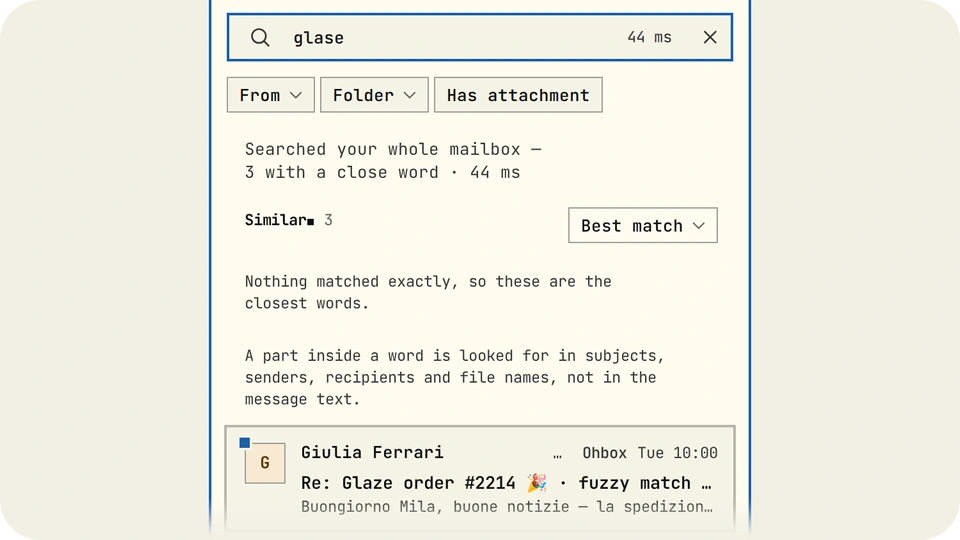 glase 44 ms
From Folder Has attachment
Searched your whole mailbox —
3 with a close word · 44 ms
Similar 3 Best match
Nothing matched exactly, so these are the
closest words.
A part inside a word is looked for in subjects,
senders, recipients and file names, not in the
message text.
G Giulia Ferrari … Ohbox Tue 10:00
Re: Glaze order #2214 🎉 · fuzzy match …
Buongiorno Mila, buone notizie — la spedizion…